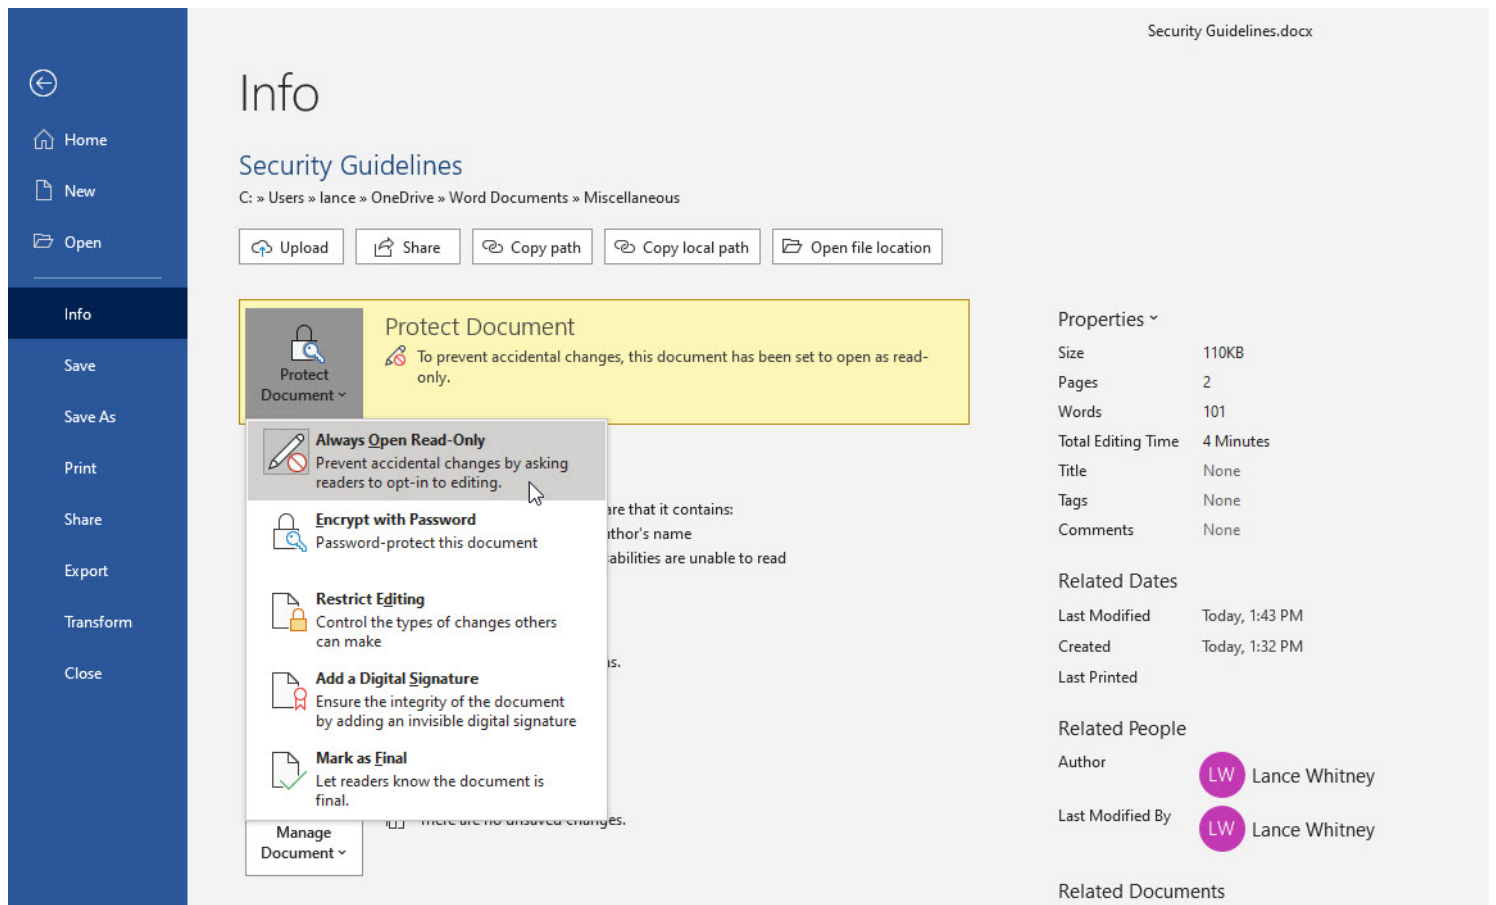 Security Guidelines.docx
Info
Home
New
Open
Info
Save
Save As
Print
Share
Export
Transform
Close
Security Guidelines
C: » Users » lance » OneDrive » Word Documents » Miscellaneous
Upload
Share
Copy path
Copy local path
Open file location
Protect
Document
Protect Document
To prevent accidental changes, this document has been set to open as read-
only.
Always Open Read-Only
Prevent accidental changes by asking
readers to opt-in to editing.
Encrypt with Password
Password-protect this document
Restrict Editing
Control the types of changes others
can make
Add a Digital Signature
Ensure the integrity of the document
by adding an invisible digital signature
Mark as Final
Let readers know the document is
final.
that it contains:
name
are unable to read
There are no unsaved changes.
Manage
Document
Properties
Size 110KB
Pages 2
Words 101
Total Editing Time 4 Minutes
Title None
Tags None
Comments None
Related Dates
Last Modified Today, 1:43 PM
Created Today, 1:32 PM
Last Printed
Related People
Author LW Lance Whitney
Last Modified By LW Lance Whitney
Related Documents